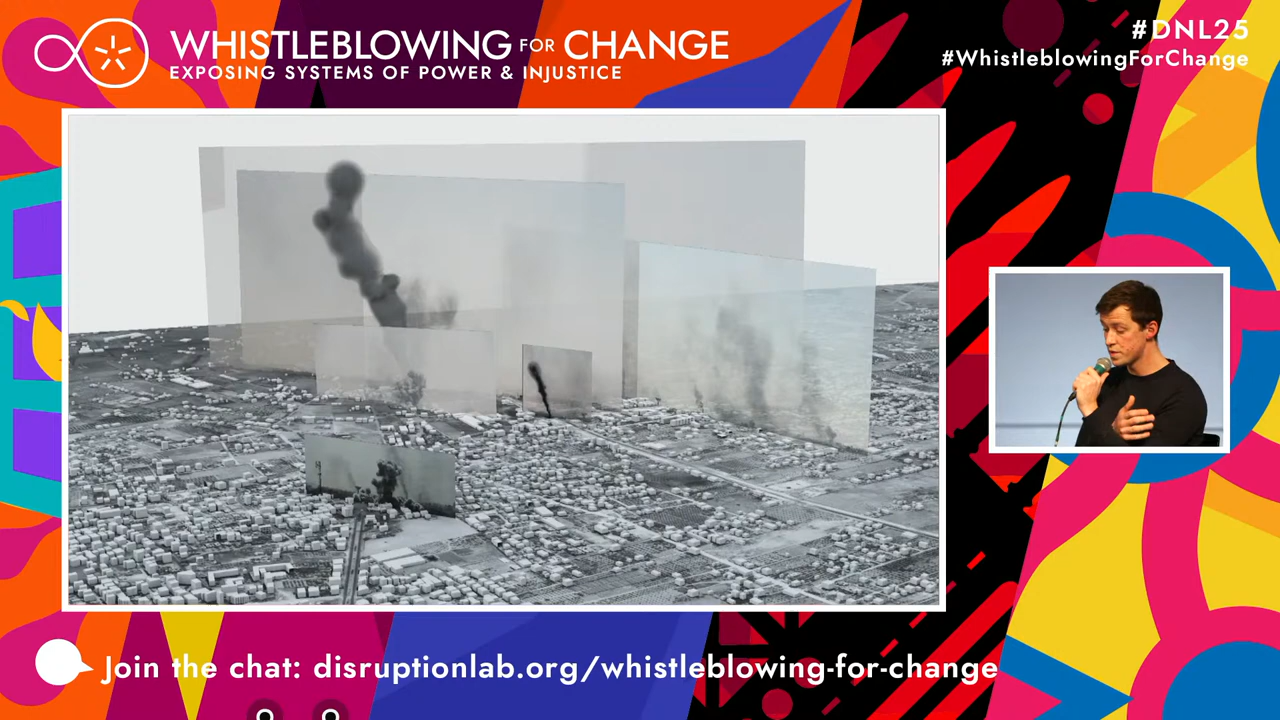 WHISTLEBLOWING FOR CHANGE
EXPOSING SYSTEMS OF POWER & INJUSTICE
#DNL25
#WhistleblowingForChange
Join the chat: disruptionlab.org/whistleblowing-for-change